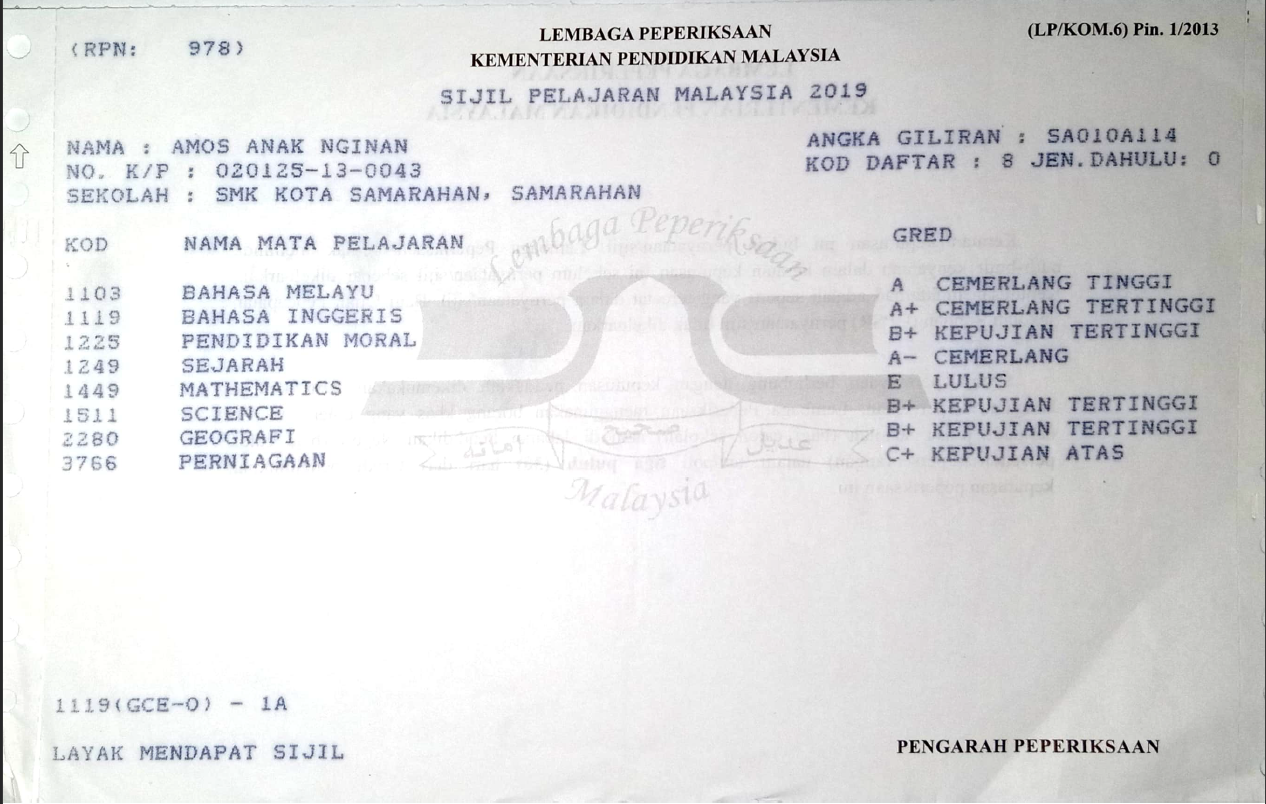 (RPN: 978)
LEMBAGA PEPERIKSAAN
KEMENTERIAN PENDIDIKAN MALAYSIA
(LP/KOM.6) Pin. 1/2013
SIJIL PELAJARAN MALAYSIA 2019
NAMA : AMOS ANAK NGINAN
NO. K/P : 020125-13-0043
SEKOLAH : SMK KOTA SAMARAHAN, SAMARAHAN
ANGKA GILIRAN : SA010A114
KOD DAFTAR : 8 JEN.DAHULU: 0
KOD NAMA MATA PELAJARAN GRED
1103 BAHASA MELAYU A CEMERLANG TINGGI
1119 BAHASA INGGERIS A+ CEMERLANG TERTINGGI
1225 PENDIDIKAN MORAL B+ KEPUJIAN TERTINGGI
1249 SEJARAH A- CEMERLANG
1449 MATHEMATICS E LULUS
1511 SCIENCE B+ KEPUJIAN TERTINGGI
2280 GEOGRAFI B+ KEPUJIAN TERTINGGI
3766 PERNIAGAAN C+ KEPUJIAN ATAS
Lembaga Peperiksaan
Malaysia
1119(GCE-O) - 1A
LAYAK MENDAPAT SIJIL
PENGARAH PEPERIKSAAN